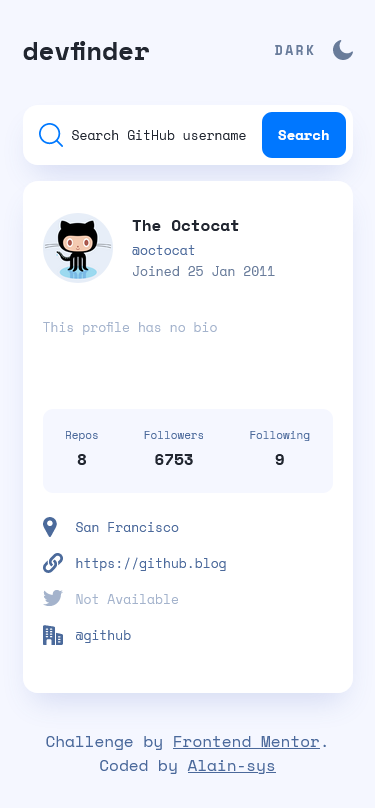 devfinder
DARK
Search GitHub username
Search
The Octocat
@octocat
Joined 25 Jan 2011
This profile has no bio
Repos Followers Following
8 6753 9
San Francisco
https://github.blog
Not Available
@github
Challenge by Frontend Mentor.
Coded by Alain-sys